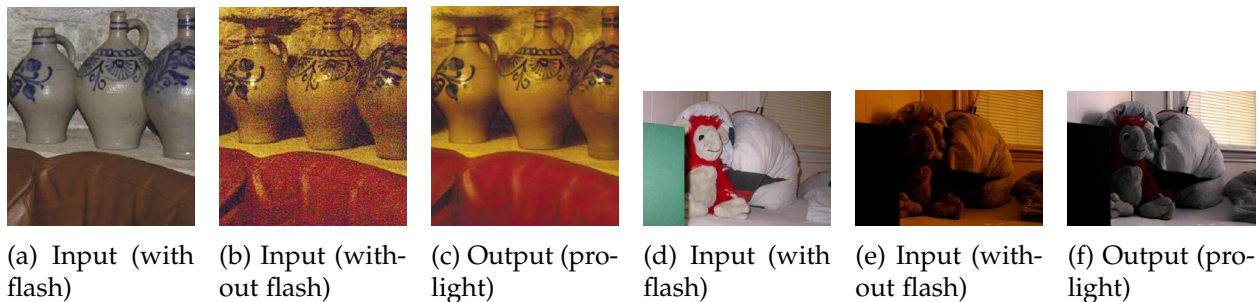 (a) Input (with
flash)
(b) Input (with-
out flash)
(c) Output (pro-
light)
(d) Input (with
flash)
(e) Input (with-
out flash)
(f) Output (pro-
light)